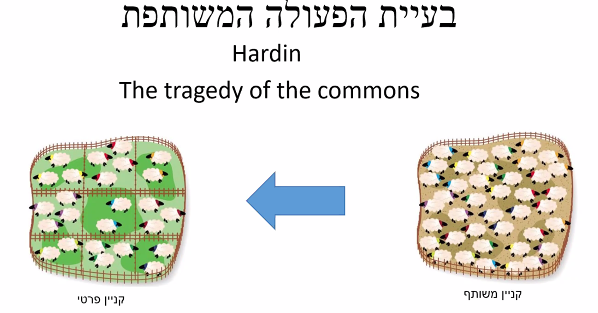 בעיית הפעולה המשותפת
Hardin
The tragedy of the commons
קניין משותף
קניין פרטי